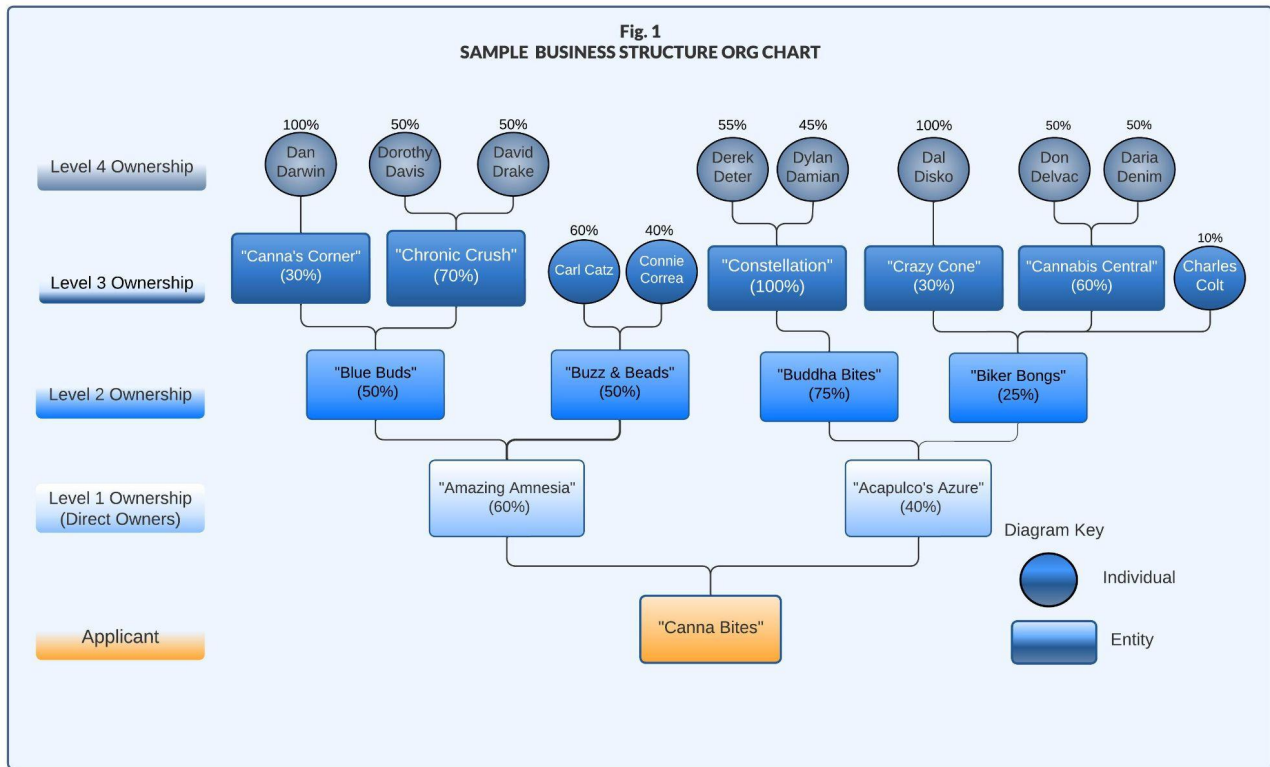 Fig. 1
SAMPLE BUSINESS STRUCTURE ORG CHART
Level 4 Ownership
100%
Dan
Darwin
50%
Dorothy
Davis
50%
David
Drake
55%
Derek
Deter
45%
Dylan
Damian
100%
Dal
Disko
50%
Don
Delvac
50%
Daria
Denim
Level 3 Ownership
"Canna's Corner"
(30%)
"Chronic Crush"
(70%)
60%
Carl Catz
40%
Connie
Correa
"Constellation"
(100%)
"Crazy Cone"
(30%)
"Cannabis Central"
(60%)
10%
Charles
Colt
Level 2 Ownership
"Blue Buds"
(50%)
"Buzz & Beads"
(50%)
"Buddha Bites"
(75%)
"Biker Bongs"
(25%)
Level 1 Ownership
(Direct Owners)
"Amazing Amnesia"
(60%)
"Acapulco's Azure"
(40%)
Diagram Key
Individual
Entity
Applicant
"Canna Bites"